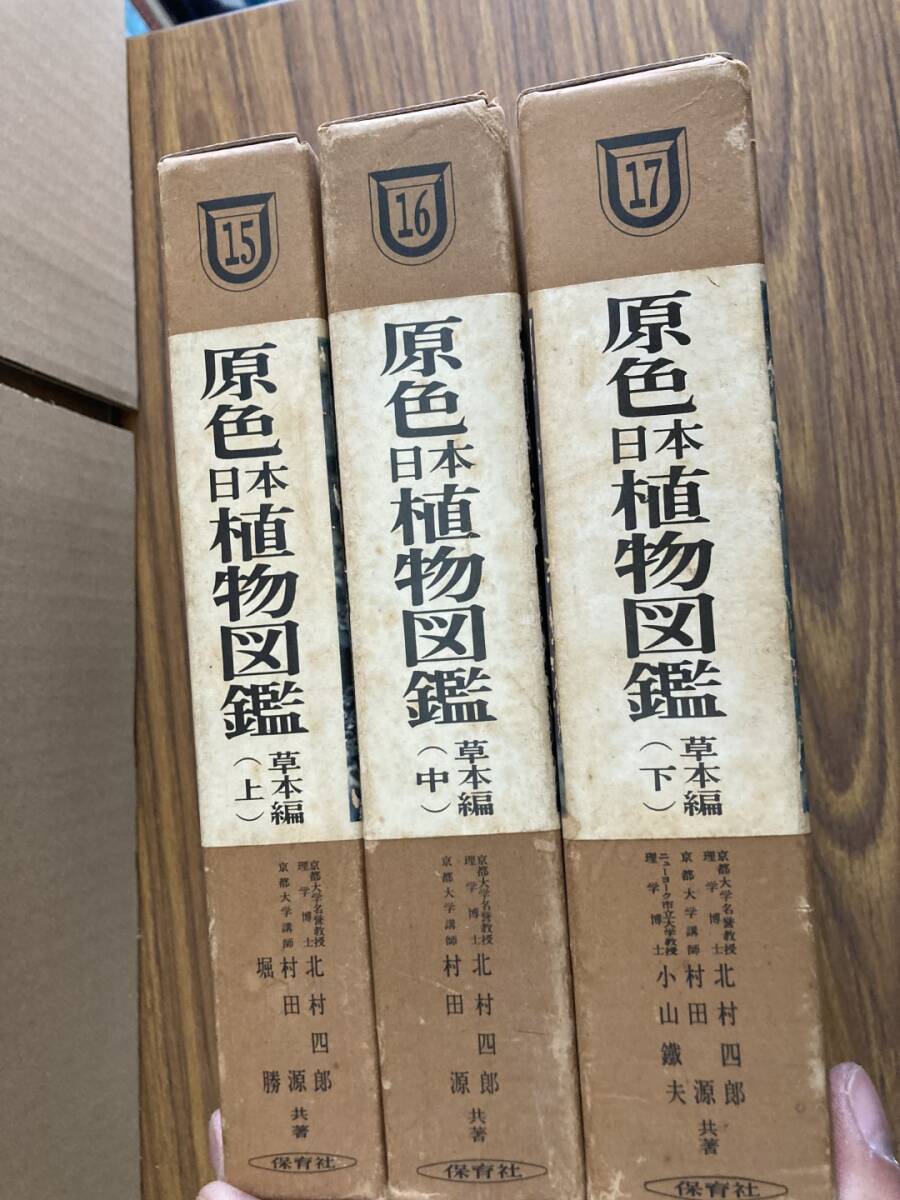 15
原色日本植物図鑑
草本編
(上)
京都大学名誉教授
理学博士
京都大学講師
北村四郎
村田源
堀勝
共著
保育社
16
原色日本植物図鑑
草本編
(中)
京都大学名誉教授
理学博士
京都大学講師
北村四郎
村田源
共著
保育社
17
原色日本植物図鑑
草本編
(下)
京都大学名誉教授
理学博士
京都大学講師
ニューヨーク市立大学教授
理学博士
北村四郎
村田源
小山鐵夫
共著
保育社